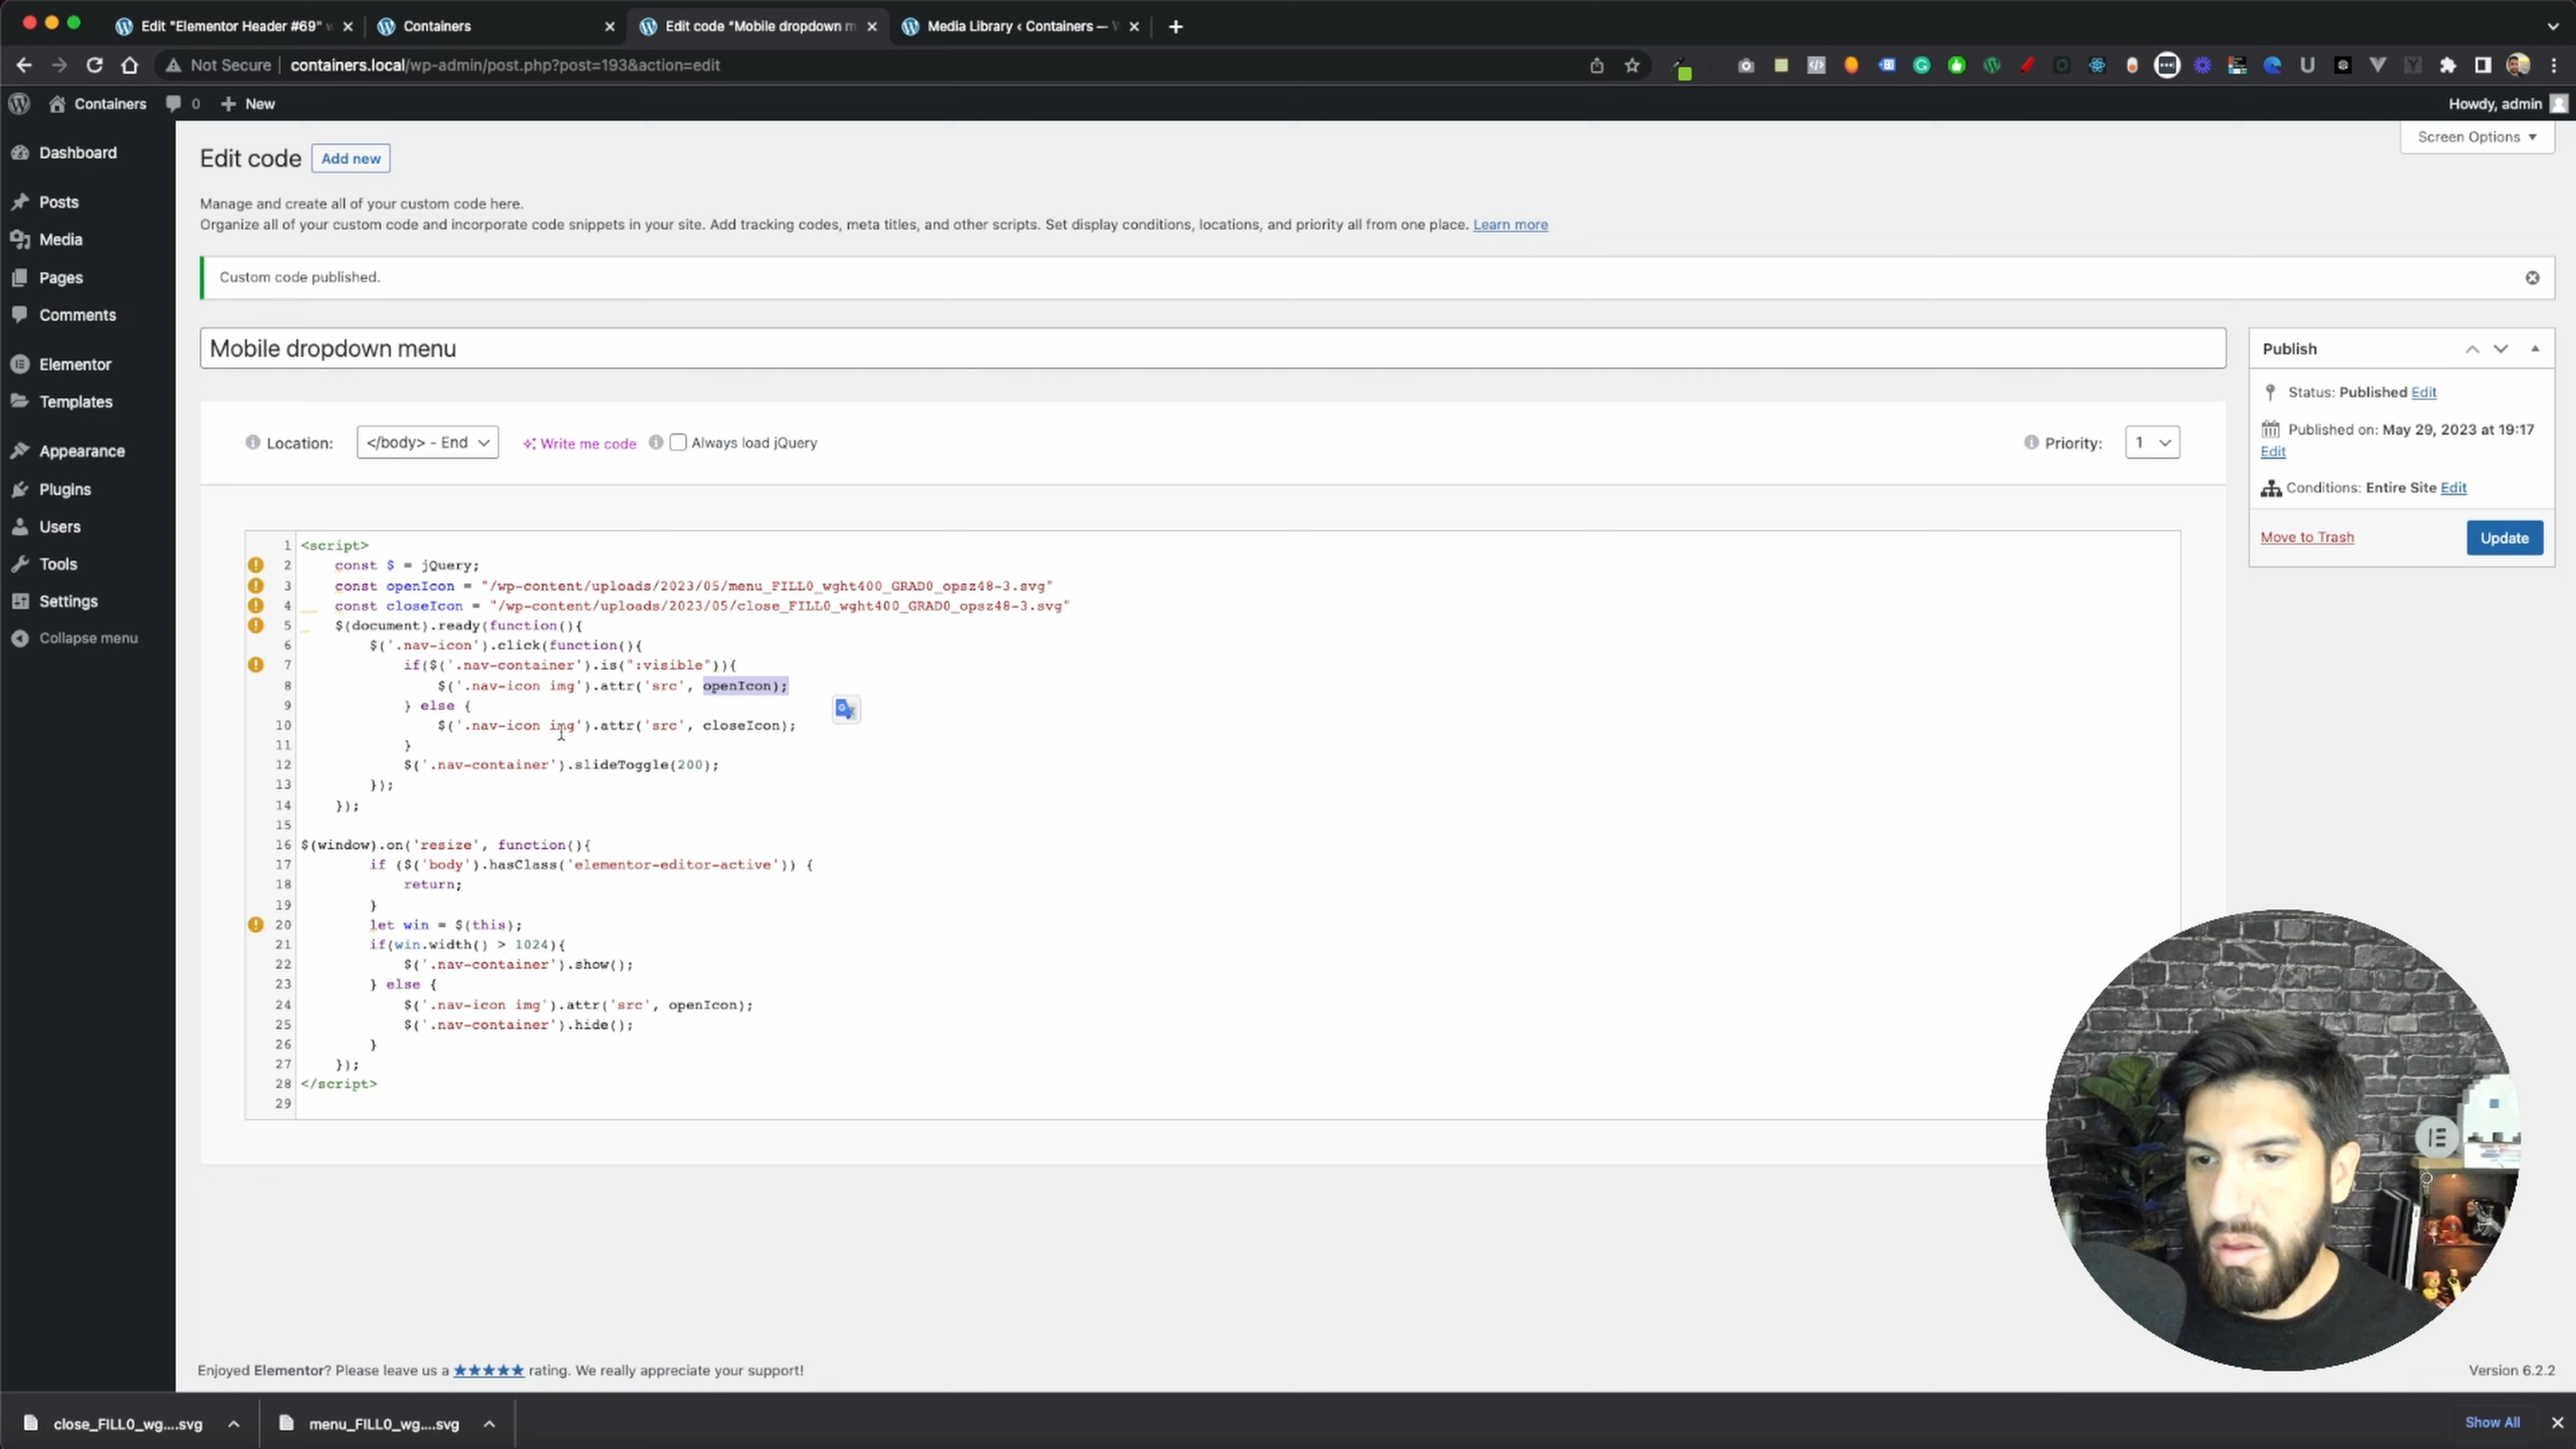 Edit "Elementor Header #69" w
Containers
Edit code "Mobile dropdown m
Media Library ‹ Containers — W
Not Secure
containers.local/wp-admin/post.php?post=193&action=edit
Containers
0
New
Howdy, admin
Dashboard
Posts
Media
Pages
Comments
Elementor
Templates
Appearance
Plugins
Users
Tools
Settings
Collapse menu
Screen Options
Edit code
Add new
Manage and create all of your custom code here.
Organize all of your custom code and incorporate code snippets in your site. Add tracking codes, meta titles, and other scripts. Set display conditions, locations, and priority all from one place. Learn more
Custom code published.
Mobile dropdown menu
Location:
</body> - End
Write me code
Always load jQuery
Priority:
1
Publish
Status: Published Edit
Published on: May 29, 2023 at 19:17
Edit
Conditions: Entire Site Edit
Move to Trash
Update
1 <script>
2 const $ = jQuery;
3 const openIcon = "/wp-content/uploads/2023/05/menu_FILL0_wght400_GRAD0_opsz48-3.svg"
4 const closeIcon = "/wp-content/uploads/2023/05/close_FILL0_wght400_GRAD0_opsz48-3.svg"
5 $(document).ready(function(){
6 $('.nav-icon').click(function(){
7 if($('.nav-container').is(":visible")){
8 $('.nav-icon img').attr('src', openIcon);
9 } else {
10 $('.nav-icon img').attr('src', closeIcon);
11 }
12 $('.nav-container').slideToggle(200);
13 });
14 });
15
16 $(window).on('resize', function(){
17 if ($('body').hasClass('elementor-editor-active')) {
18 return;
19 }
20 let win = $(this);
21 if(win.width() > 1024){
22 $('.nav-container').show();
23 } else {
24 $('.nav-icon img').attr('src', openIcon);
25 $('.nav-container').hide();
26 }
27 });
28 </script>
29
Enjoyed Elementor? Please leave us a ★★★★★ rating. We really appreciate your support!
Version 6.2.2
close_FILL0_wg....svg
menu_FILL0_wg....svg
Show All